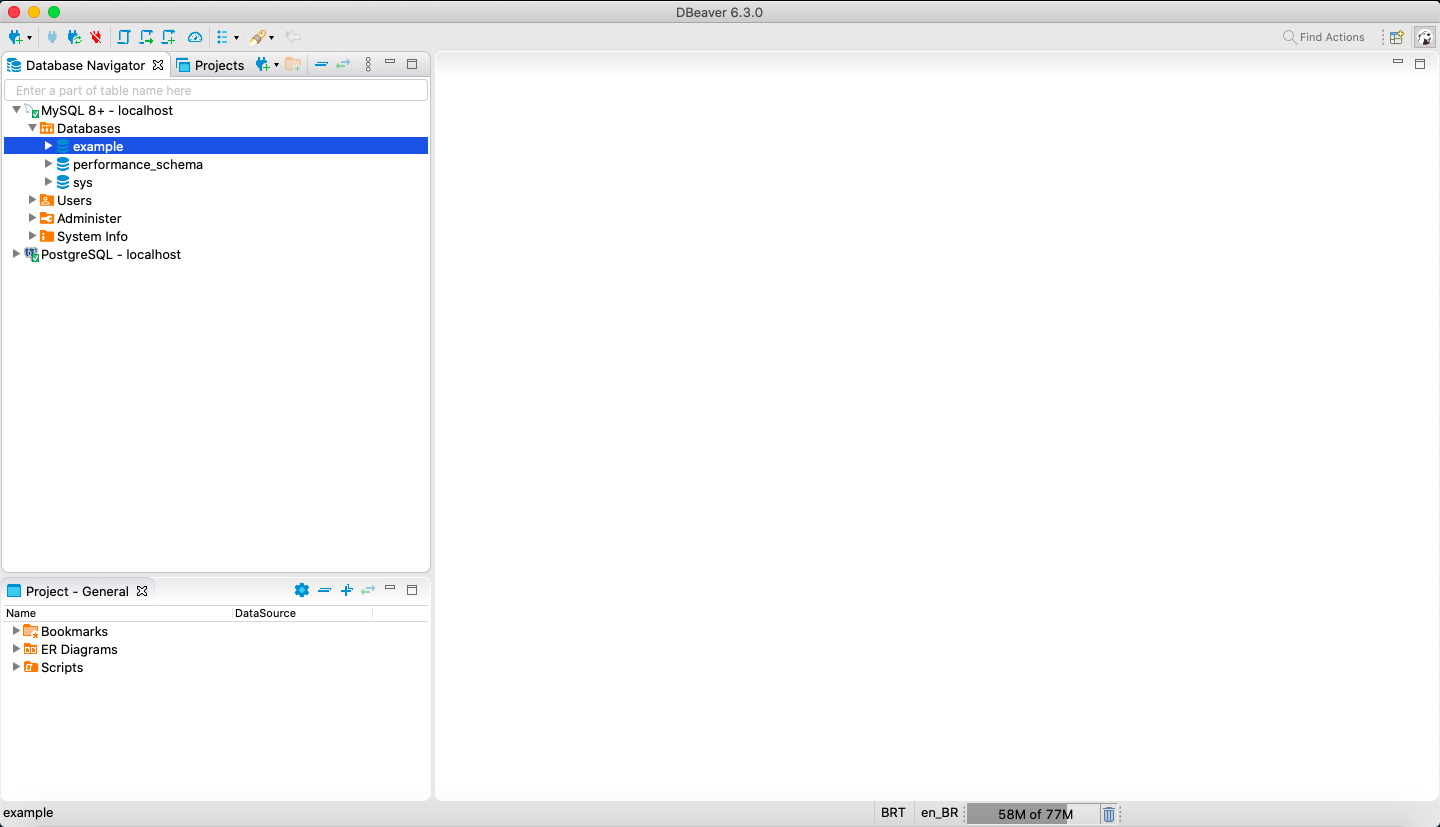 DBeaver 6.3.0
Find Actions
Database Navigator
Projects
Enter a part of table name here
MySQL 8+ - localhost
Databases
example
performance_schema
sys
Users
Administer
System Info
PostgreSQL - localhost
Project - General
Name DataSource
Bookmarks
ER Diagrams
Scripts
example
BRT
en_BR
58M of 77M